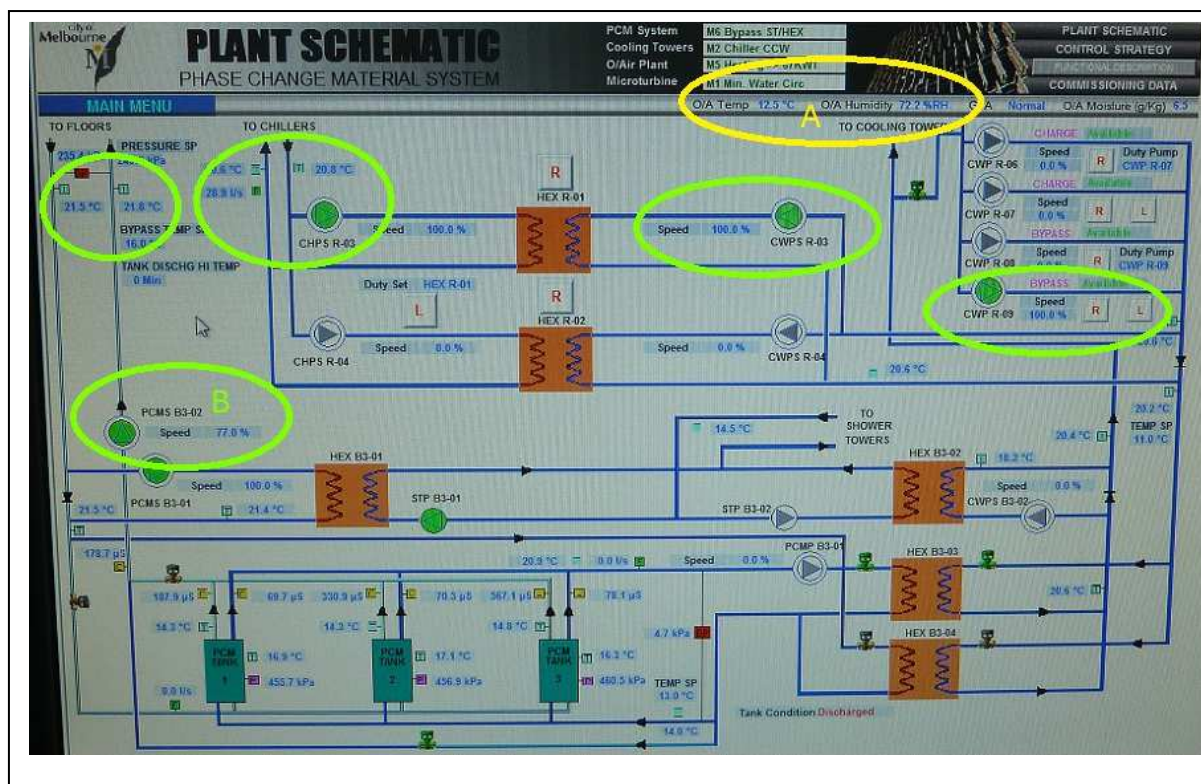 City of
Melbourne
PLANT SCHEMATIC
PHASE CHANGE MATERIAL SYSTEM
PCM System M6 Bypass ST/HEX
Cooling Towers M2 Chiller CCW
O/Air Plant
Microturbine M1 Min. Water Circ
PLANT SCHEMATIC
CONTROL STRATEGY
FUNCTIONAL DESCRIPTION
COMMISSIONING DATA
MAIN MENU
O/A Temp 12.5 °C O/A Humidity 72.2 %RH Normal O/A Moisture (g/Kg) 6.5
A
TO FLOORS
TO CHILLERS
TO COOLING TOWER
PRESSURE SP
kPa
21.5 °C
21.8 °C
BYPASS TEMP
TANK DISCHG HI TEMP
0 Min
20.8 °C
28.9 l/s
CHPS R-03
Speed 100.0 %
R
HEX R-01
Speed 100.0 %
CWPS R-03
Duty Set HEX R-01
L
R
HEX R-02
CHPS R-04
Speed 0.0 %
Speed 0.0 %
CWPS R-04
CHARGE Available
CWP R-06
Speed
0.0 %
R
Duty Pump
CWP R-07
CHARGE Available
CWP R-07
Speed
0.0 %
R
L
BYPASS Available
CWP R-08
Speed
R
Duty Pump
CWP R-09
BYPASS Available
CWP R-09
Speed
100.0 %
R
L
20.6 °C
20.2 °C
TEMP SP
11.0 °C
B
PCMS B3-02
Speed 77.0 %
PCMS B3-01
Speed 100.0 %
HEX B3-01
21.5 °C
21.4 °C
STP B3-01
14.5 °C
TO
SHOWER
TOWERS
STP B3-02
HEX B3-02
18.2 °C
20.4 °C
Speed 0.0 %
CWPS B3-02
178.7 µS
20.9 °C
0.0 l/s
Speed 0.0 %
PCMP B3-01
HEX B3-03
20.6 °C
HEX B3-04
187.9 µS
69.7 µS
330.9 µS
70.3 µS
367.1 µS
78.1 µS
14.3 °C
14.3 °C
14.8 °C
4.7 kPa
PCM
TANK
1
16.9 °C
455.7 kPa
PCM
TANK
2
17.1 °C
456.9 kPa
PCM
TANK
3
16.3 °C
460.5 kPa
0.0 l/s
TEMP SP
13.0 °C
14.0 °C
Tank Condition Discharged